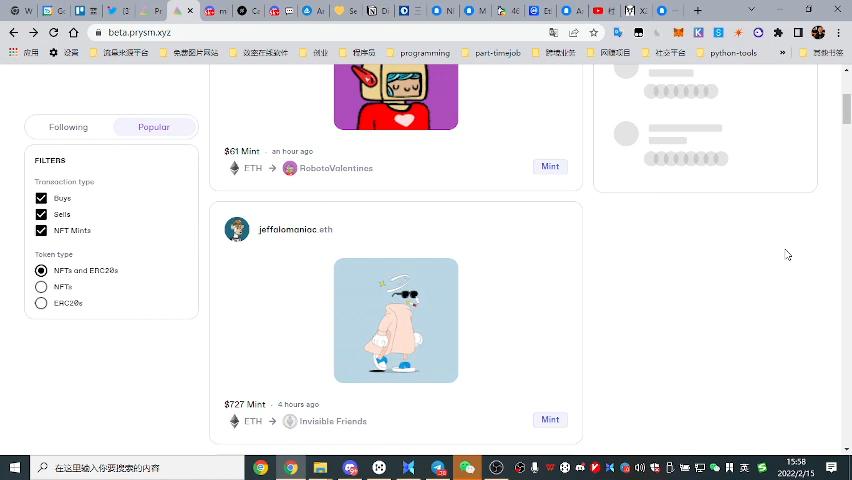 beta.prysm.xyz
应用
设置
流量来源平台
免费图片网站
效率在线网站
创业
程序员
programming
part-timejob
跨境业务
网赚项目
社交平台
python-tools
»
其他书签
Following
Popular
FILTERS
Transaction type
Buys
Sells
NFT Mints
Token type
NFTs and ERC20s
NFTs
ERC20s
$61 Mint · an hour ago
ETH → RobotoValentines
Mint
jeffalomaniac.eth
$727 Mint · 4 hours ago
ETH → Invisible Friends
Mint
在这里输入你要搜索的内容
英
15:58
2022/2/15